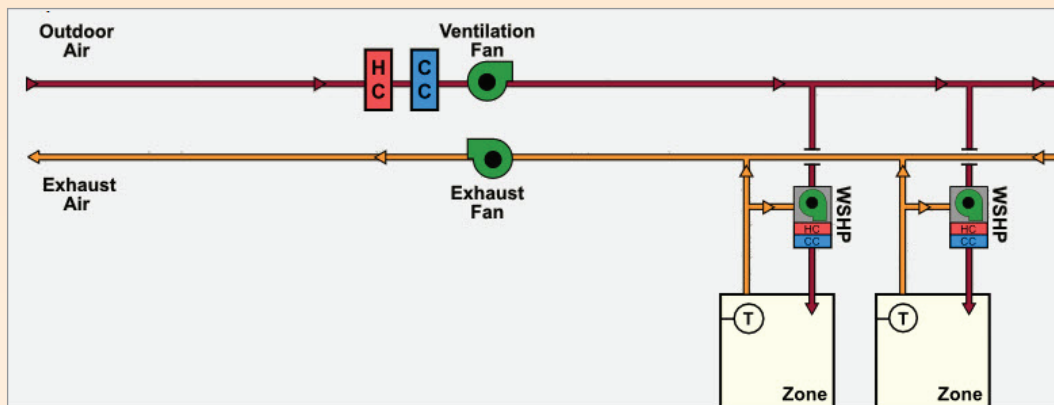 Outdoor
Air
Ventilation
Fan
H
C
C
C
Exhaust
Air
Exhaust
Fan
WSHP
HC
CC
WSHP
HC
CC
T
T
Zone
Zone